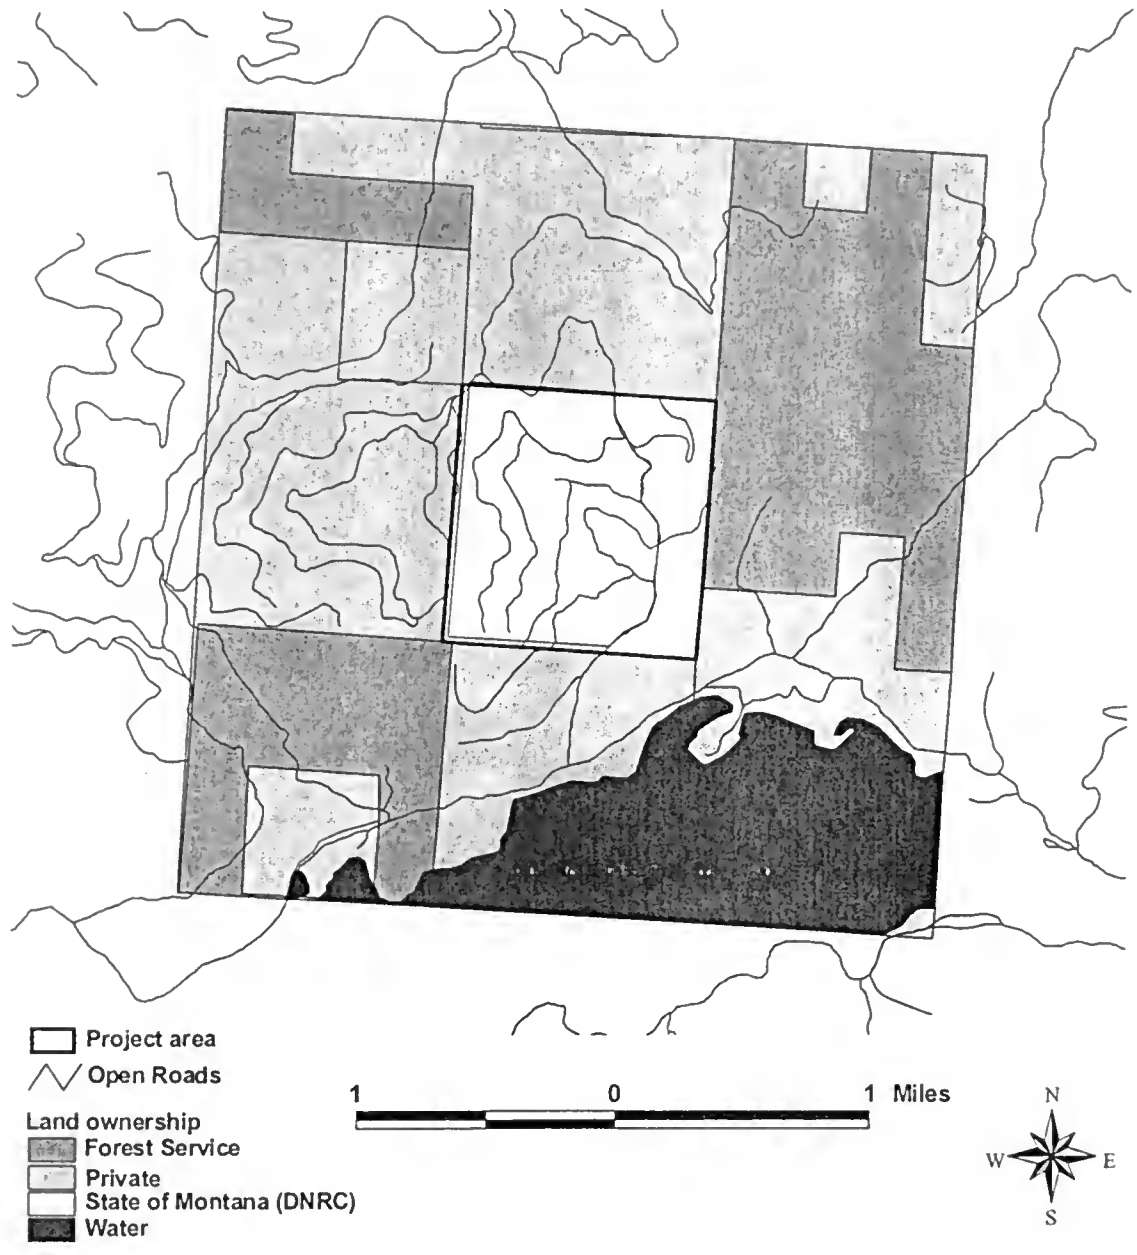 Project area
Open Roads
Land ownership
Forest Service
Private
State of Montana (DNRC)
Water
1 0 1 Miles
N
W E
S